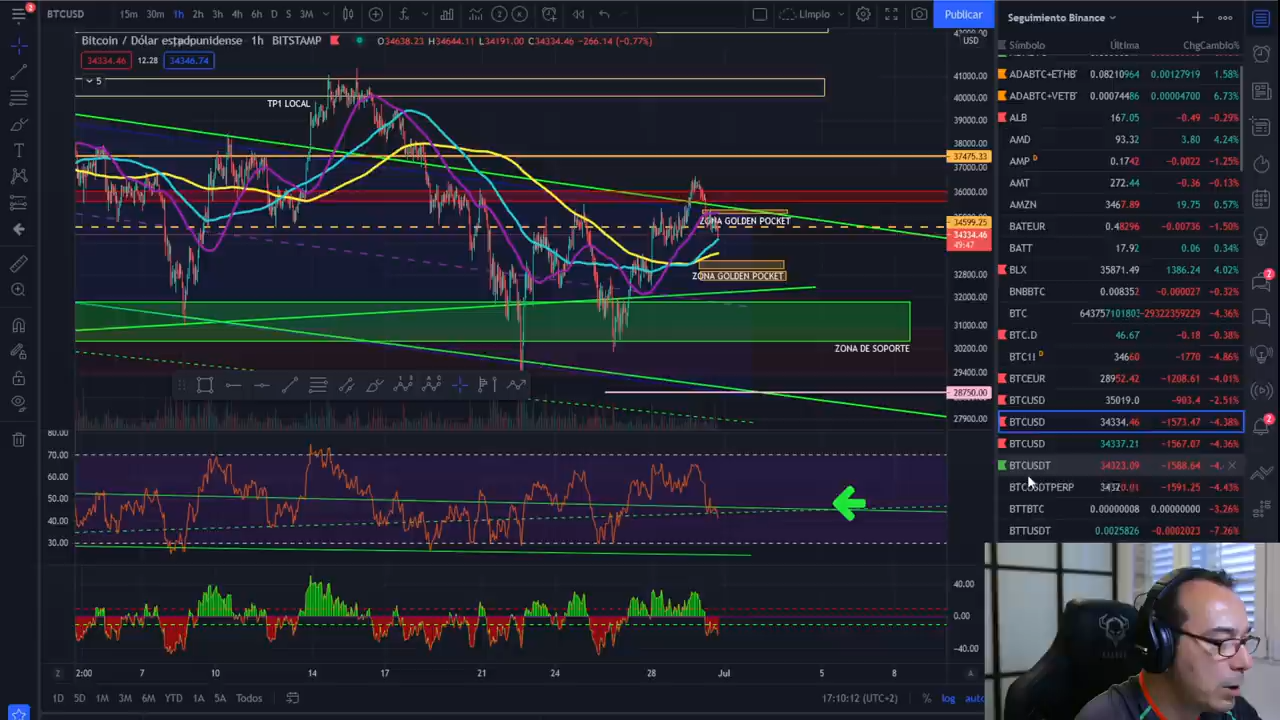 2
BTCUSD
15m 30m 1h 2h 3h 4h 6h D S 3M
Limpio
Publicar
Bitcoin / Dólar estadounidense 1h BITSTAMP
O34638.23 H34644.11 L34191.00 C34334.46 −266.14 (−0.77%)
34334.46 12.28 34346.74
5
USD
TP1 LOCAL
ZONA GOLDEN POCKET
ZONA GOLDEN POCKET
ZONA DE SOPORTE
41000.00
40000.00
39000.00
38000.00
37475.33
37000.00
36000.00
34599.75
34334.46
49:47
32800.00
32000.00
31000.00
30200.00
29400.00
28750.00
27900.00
80.00
70.00
60.00
50.00
40.00
30.00
40.00
0.00
−40.00
2:00 7 10 14 17 21 24 28 Jul 5 8
Z
A
1D 5D 1M 3M 6M YTD 1A 5A Todos
17:10:12 (UTC+2)
% log auto
Seguimiento Binance
Símbolo Última Chg Cambio%
ADABTC+ETHB 0.08210964 0.00127919 1.58%
ADABTC+VETB 0.00074486 0.00004700 6.73%
ALB 167.05 −0.49 −0.29%
AMD 93.32 3.80 4.24%
AMP D 0.1742 −0.0022 −1.25%
AMT 272.44 −0.36 −0.13%
AMZN 3467.89 19.75 0.57%
BATEUR 0.48296 −0.00736 −1.50%
BATT 17.92 0.06 0.34%
BLX 35871.49 1386.24 4.02%
BNBBTC 0.008352 −0.000027 −0.32%
BTC 643757101803 −29322359229 −4.36%
BTC.D 46.67 −0.18 −0.38%
BTC1! D 34660 −1770 −4.86%
BTCEUR 28952.42 −1208.61 −4.01%
BTCUSD 35019.0 −903.4 −2.51%
BTCUSD 34334.46 −1573.47 −4.38%
BTCUSD 34337.21 −1567.07 −4.36%
BTCUSDT 34323.09 −1588.64 −4.
BTCUSDTPERP −1591.25 −4.43%
BTTBTC 0.00000008 0.00000000 −3.26%
BTTUSDT 0.0025826 −0.0002023 −7.26%
2
2